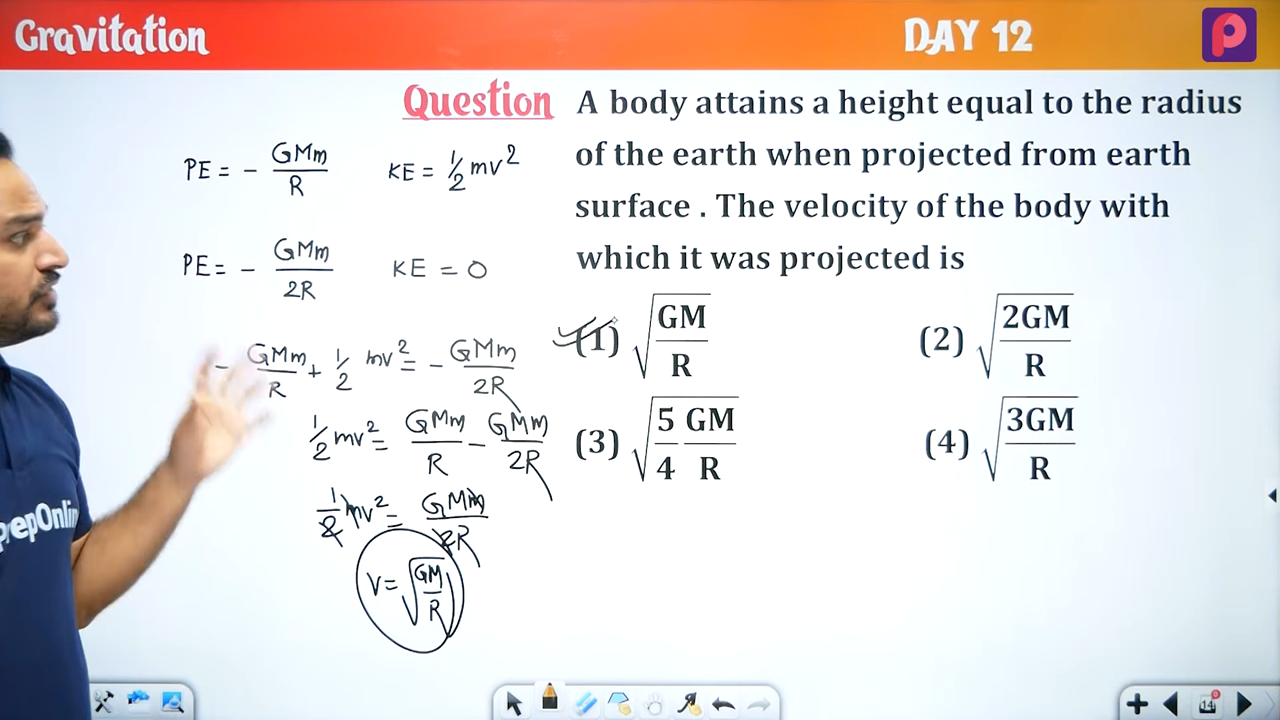 Gravitation
DAY 12
Question A body attains a height equal to the radius
of the earth when projected from earth
surface . The velocity of the body with
which it was projected is
(1) √(GM/R)
(2) √(2GM/R)
(3) √(5/4 GM/R)
(4) √(3GM/R)
PE = - GMm/R KE = 1/2 mv²
PE = - GMm/2R KE = 0
- GMm/R + 1/2 mv² = - GMm/2R
1/2 mv² = GMm/R - GMm/2R
1/2 mv² = GMm/2R
v = √(GM/R)
PrepOnlin
14